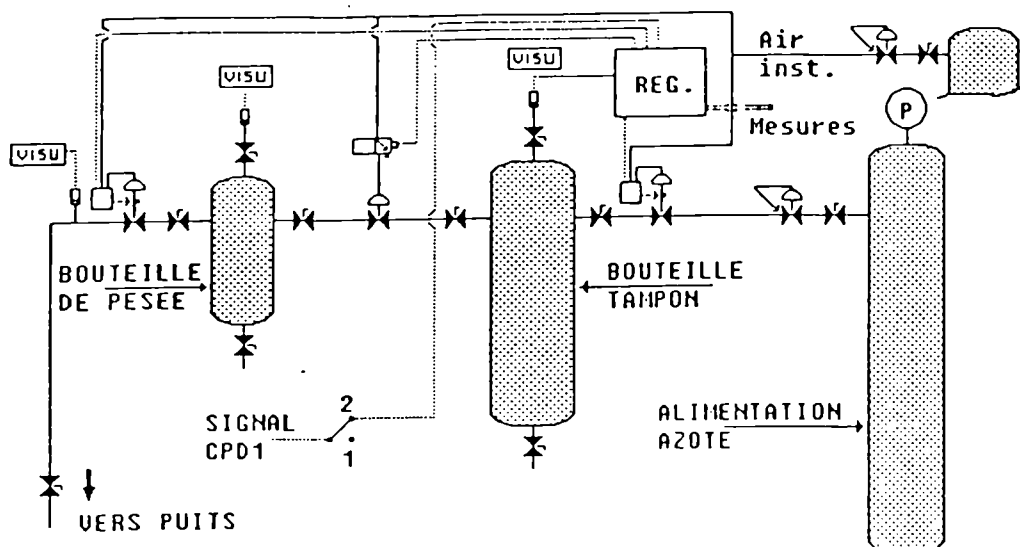 VISU
VISU
VISU
REG.
Air
inst.
Mesures
P
BOUTEILLE
DE PESEE
BOUTEILLE
TAMPON
SIGNAL
CPD1
2
1
ALIMENTATION
AZOTE
VERS PUITS